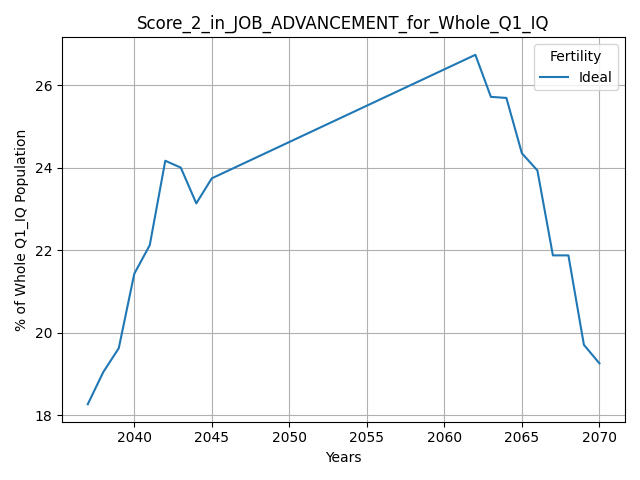 Score_2_in_JOB_ADVANCEMENT_for_Whole_Q1_IQ
Fertility
Ideal
% of Whole Q1_IQ Population
26
24
22
20
18
2040 2045 2050 2055 2060 2065 2070
Years